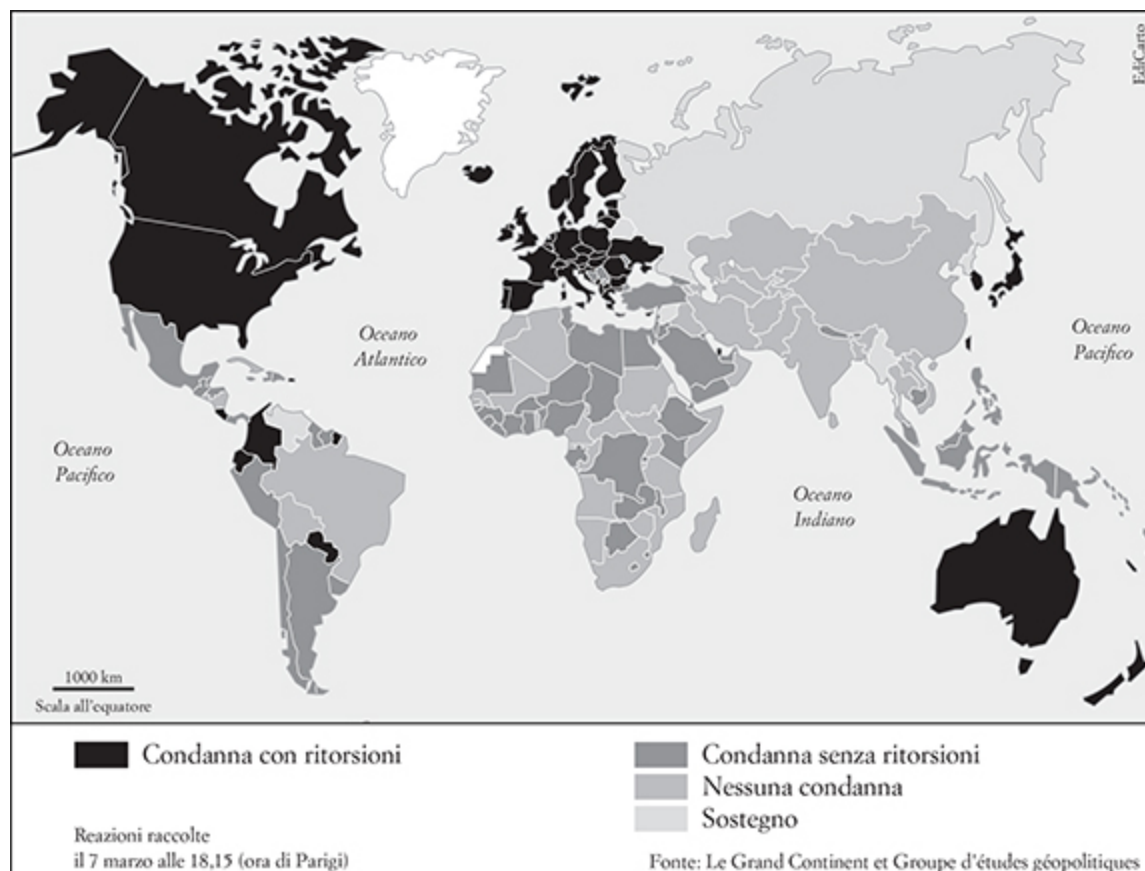 EdiCarto
Oceano
Atlantico
Oceano
Pacifico
Oceano
Pacifico
Oceano
Indiano
1000 km
Scala all'equatore
Condanna con ritorsioni
Condanna senza ritorsioni
Nessuna condanna
Sostegno
Reazioni raccolte
il 7 marzo alle 18,15 (ora di Parigi)
Fonte: Le Grand Continent et Groupe d'études géopolitiques